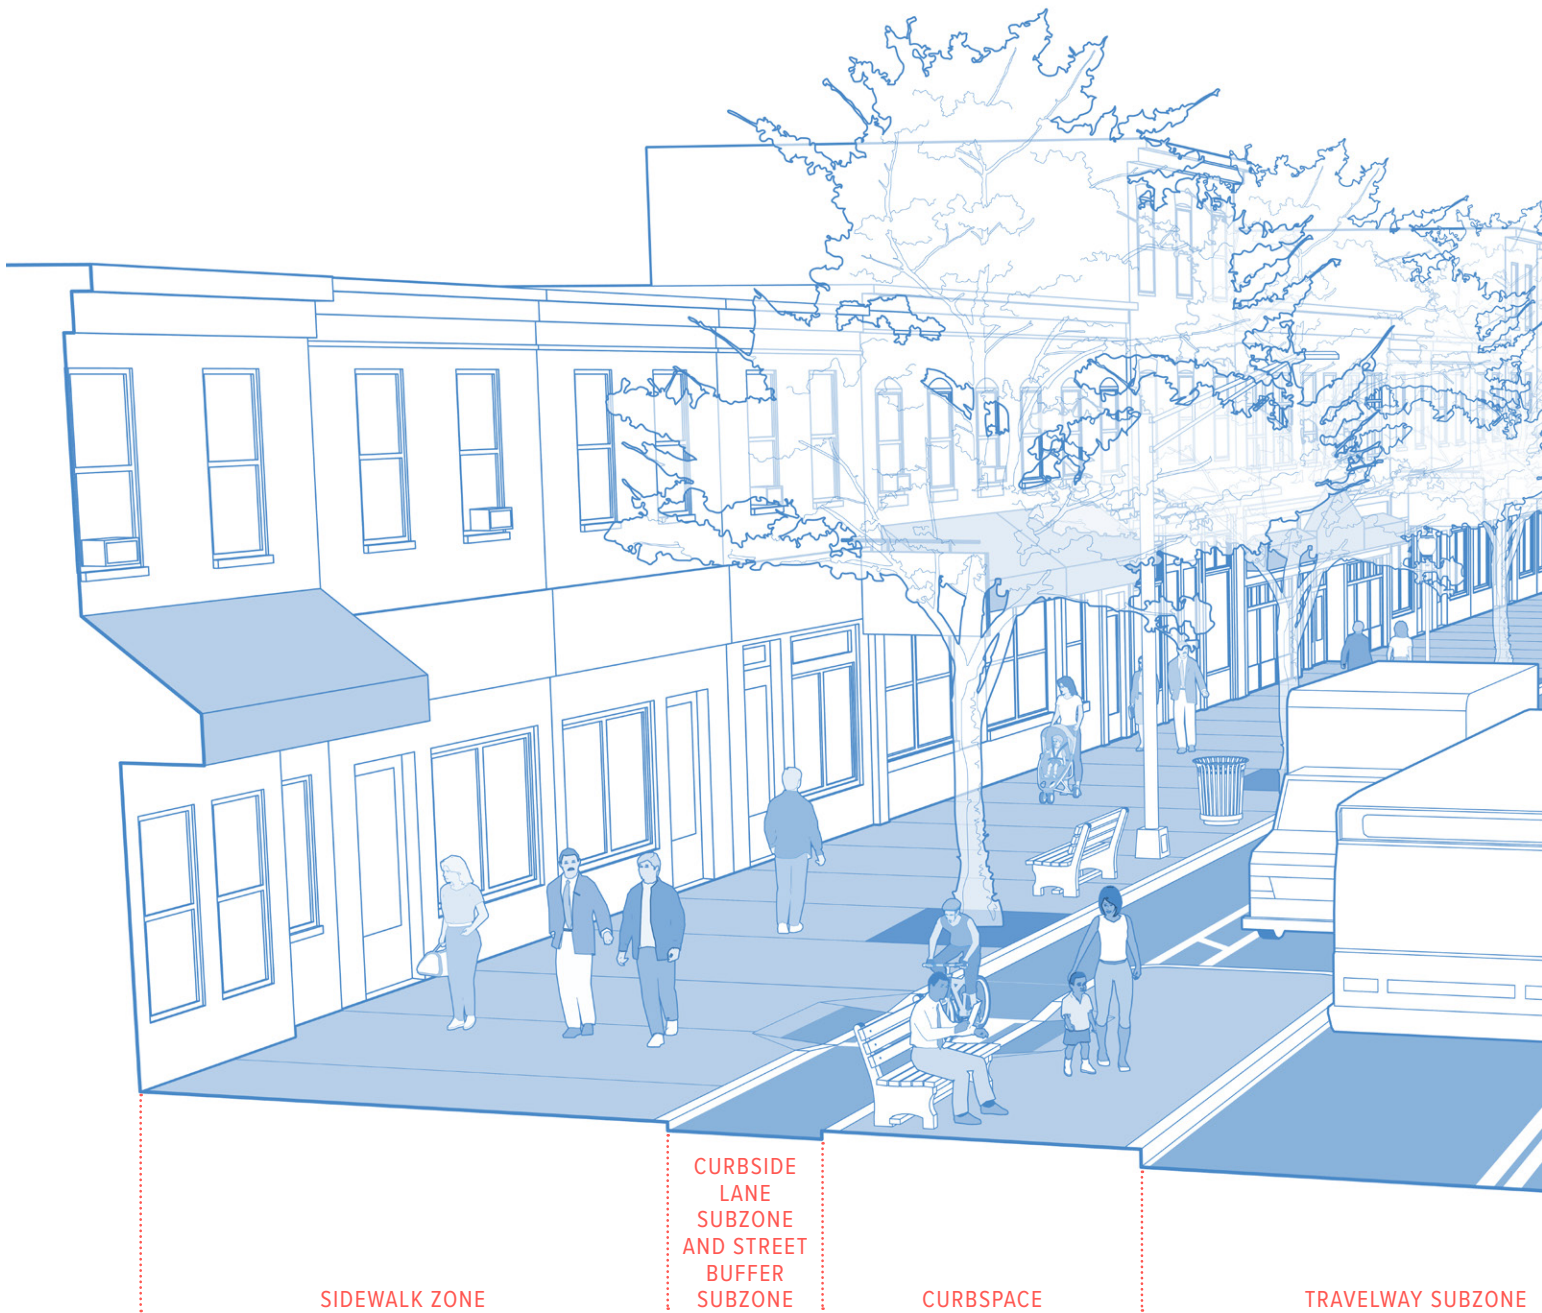 SIDEWALK ZONE
CURBSIDE
LANE
SUBZONE
AND STREET
BUFFER
SUBZONE
CURBSPACE
TRAVELWAY SUBZONE